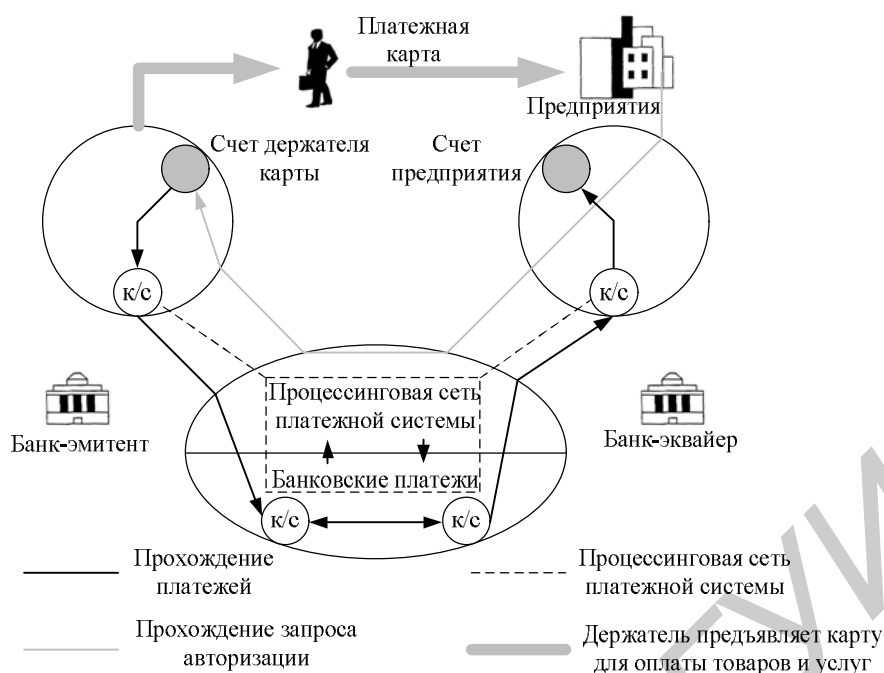 Платежная
карта
Предприятия
Счет держателя
карты
Счет
предприятия
к/с
к/с
Процессинговая сеть
платежной системы
Банк-эмитент
Банк-эквайер
Банковские платежи
к/с
к/с
Прохождение
платежей
Процессинговая сеть
платежной системы
Прохождение запроса
авторизации
Держатель предъявляет карту
для оплаты товаров и услуг
ГУИ